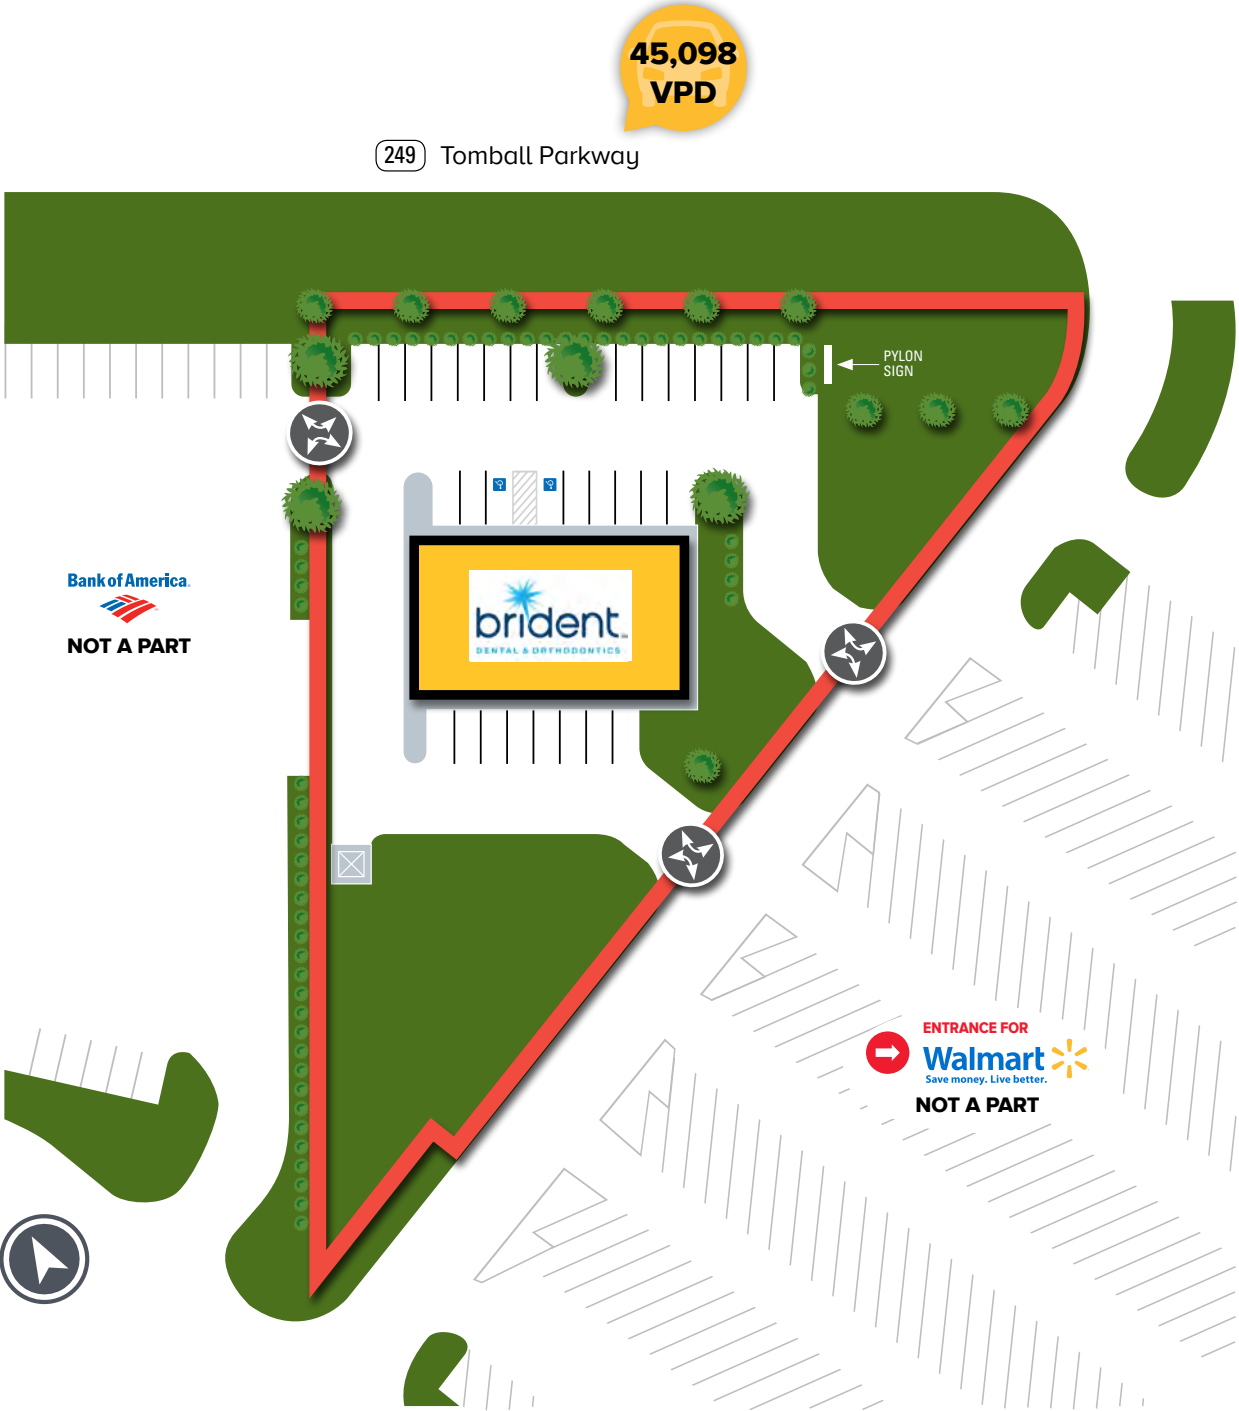 45,098
VPD
249 Tomball Parkway
PYLON
SIGN
Bank of America
NOT A PART
brident
DENTAL & ORTHODONTICS
ENTRANCE FOR
Walmart
Save money. Live better.
NOT A PART